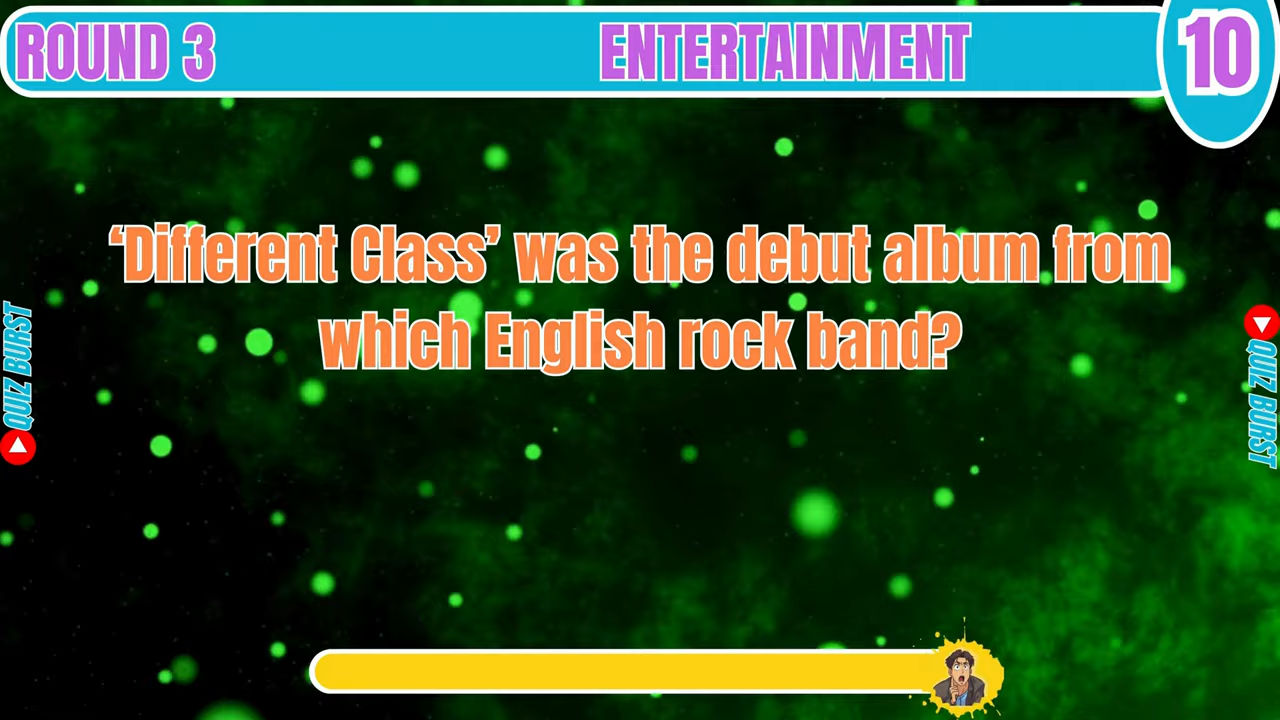 ROUND 3
ENTERTAINMENT
10
‘Different Class’ was the debut album from
which English rock band?
QUIZ BURST
QUIZ BURST